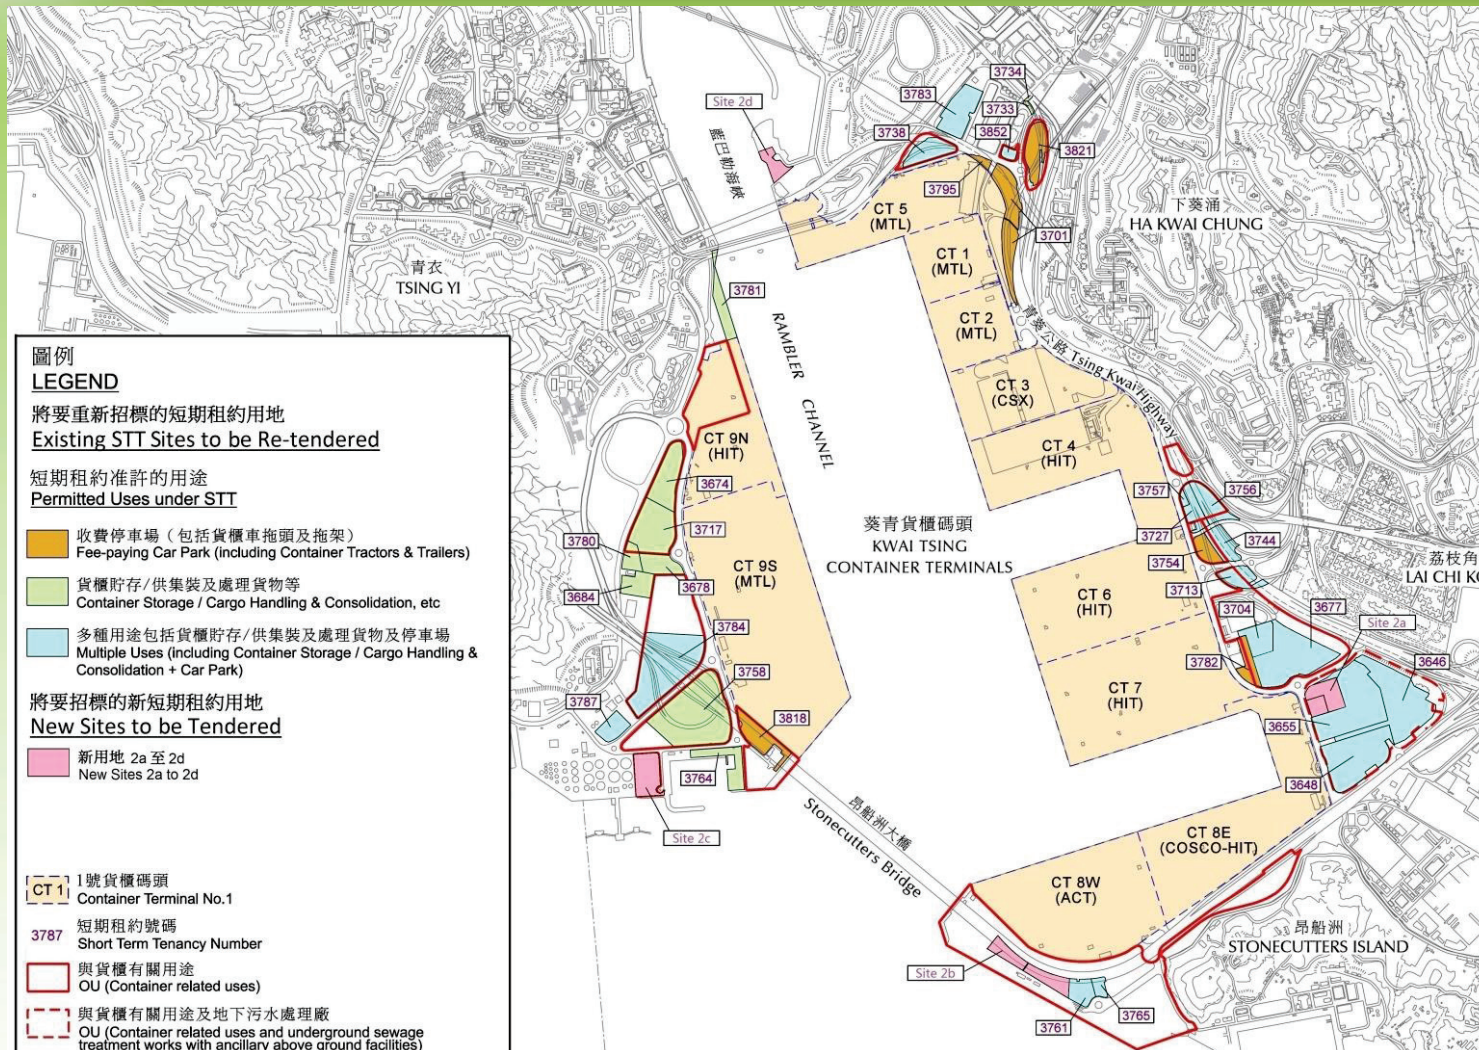 圖例
LEGEND
將要重新招標的短期租約用地
Existing STT Sites to be Re-tendered
短期租約准許的用途
Permitted Uses under STT
收費停車場（包括貨櫃車拖頭及拖架）
Fee-paying Car Park (including Container Tractors & Trailers)
貨櫃貯存/供集裝及處理貨物等
Container Storage / Cargo Handling & Consolidation, etc
多種用途包括貨櫃貯存/供集裝及處理貨物及停車場
Multiple Uses (including Container Storage / Cargo Handling &
Consolidation + Car Park)
將要招標的新短期租約用地
New Sites to be Tendered
新用地 2a 至 2d
New Sites 2a to 2d
CT 1
1號貨櫃碼頭
Container Terminal No.1
3787
短期租約號碼
Short Term Tenancy Number
與貨櫃有關用途
OU (Container related uses)
與貨櫃有關用途及地下污水處理廠
OU (Container related uses and underground sewage
treatment works with ancillary above ground facilities)
3734
3783
Site 2d
3733
3738
3852
3821
藍巴勒海峽
3795
下葵涌
HA KWAI CHUNG
CT 5
(MTL)
3701
CT 1
(MTL)
青衣
TSING YI
3781
CT 2
(MTL)
青葵公路 Tsing Kwai Highway
RAMBLER CHANNEL
CT 3
(CSX)
CT 9N
(HIT)
CT 4
(HIT)
3674
3757
3756
3717
葵青貨櫃碼頭
KWAI TSING
CONTAINER TERMINALS
3727
3744
3780
3754
荔枝角
LAI CHI KO
CT 9S
(MTL)
3678
3713
3684
CT 6
(HIT)
3704
3677
Site 2a
3784
3782
3646
3758
CT 7
(HIT)
3787
3818
3655
3764
3648
昂船洲大橋
Stonecutters Bridge
Site 2c
CT 8E
(COSCO-HIT)
CT 8W
(ACT)
昂船洲
STONECUTTERS ISLAND
Site 2b
3765
3761